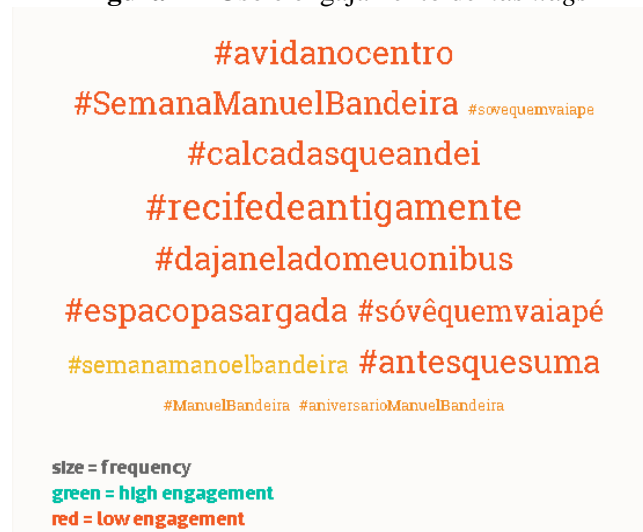 #avidanocentro
#SemanaManuelBandeira #sovequemvaiape
#calcadasqueandei
#recifedeantigamente
#dajaneladomeuonibus
#espacopasargada #sóvêquemvaiapé
#semanamanoelbandeira #antesquesuma
#ManuelBandeira #aniversarioManuelBandeira
size = frequency
green = high engagement
red = low engagement